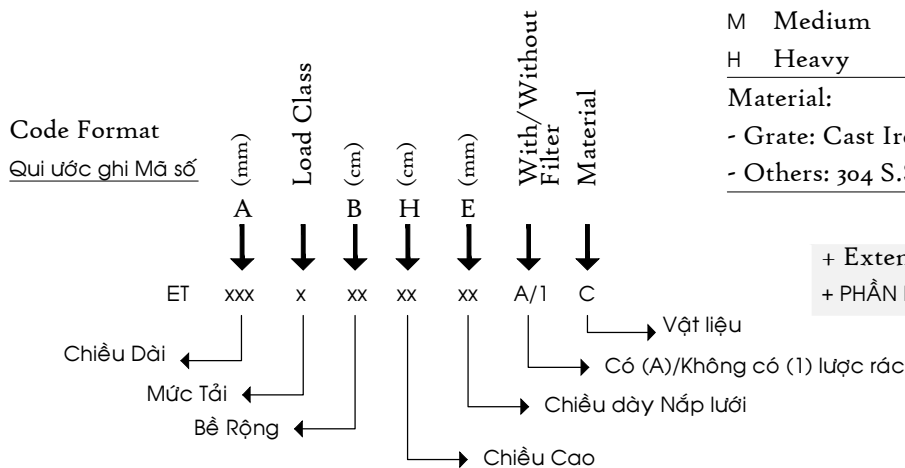 M Medium
H Heavy
Material:
- Grate: Cast Iro
- Others: 304 S.S
Code Format
Qui ước ghi Mã số
(mm)
Load Class
(cm)
(cm)
(mm)
With/Without
Filter
Material
A B H E
ET xxx x xx xx xx A/1 C
+ Exten
+ PHẦN
Vật liệu
Chiều Dài
Có (A)/Không có (1) lược rác
Mức Tải
Chiều dày Nắp lưới
Bề Rộng
Chiều Cao